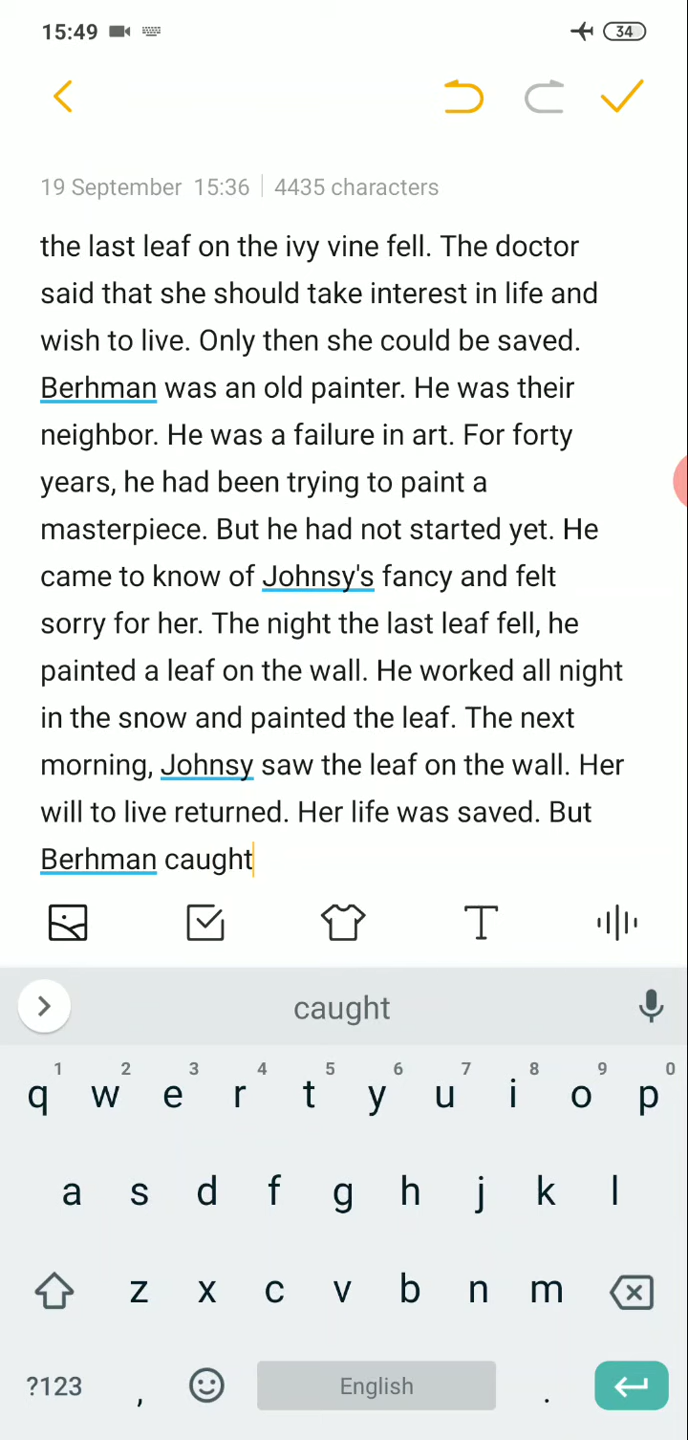 15:49 34
19 September 15:36 | 4435 characters
the last leaf on the ivy vine fell. The doctor
said that she should take interest in life and
wish to live. Only then she could be saved.
Berhman was an old painter. He was their
neighbor. He was a failure in art. For forty
years, he had been trying to paint a
masterpiece. But he had not started yet. He
came to know of Johnsy's fancy and felt
sorry for her. The night the last leaf fell, he
painted a leaf on the wall. He worked all night
in the snow and painted the leaf. The next
morning, Johnsy saw the leaf on the wall. Her
will to live returned. Her life was saved. But
Berhman caught
T
caught
1 2 3 4 5 6 7 8 9 0
q w e r t y u i o p
a s d f g h j k l
z x c v b n m
?123 , English .